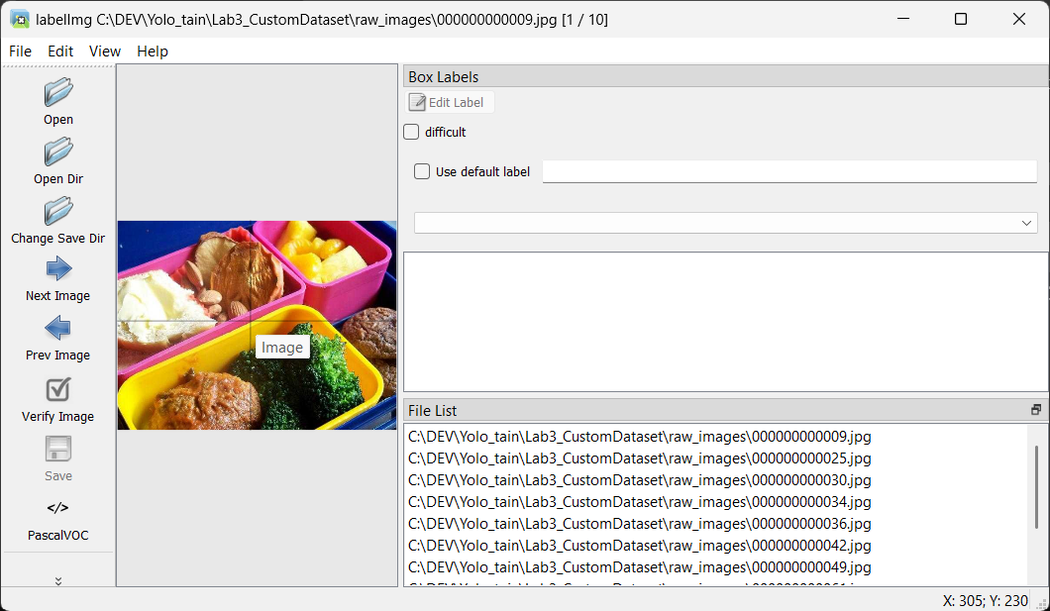 labelImg C:\DEV\Yolo_tain\Lab3_CustomDataset\raw_images\000000000009.jpg [1 / 10]
File Edit View Help
Open
Open Dir
Change Save Dir
Next Image
Prev Image
Verify Image
Save
</>
PascalVOC
Image
Box Labels
Edit Label
difficult
Use default label
File List
C:\DEV\Yolo_tain\Lab3_CustomDataset\raw_images\000000000009.jpg
C:\DEV\Yolo_tain\Lab3_CustomDataset\raw_images\000000000025.jpg
C:\DEV\Yolo_tain\Lab3_CustomDataset\raw_images\000000000030.jpg
C:\DEV\Yolo_tain\Lab3_CustomDataset\raw_images\000000000034.jpg
C:\DEV\Yolo_tain\Lab3_CustomDataset\raw_images\000000000036.jpg
C:\DEV\Yolo_tain\Lab3_CustomDataset\raw_images\000000000042.jpg
C:\DEV\Yolo_tain\Lab3_CustomDataset\raw_images\000000000049.jpg
X: 305; Y: 230